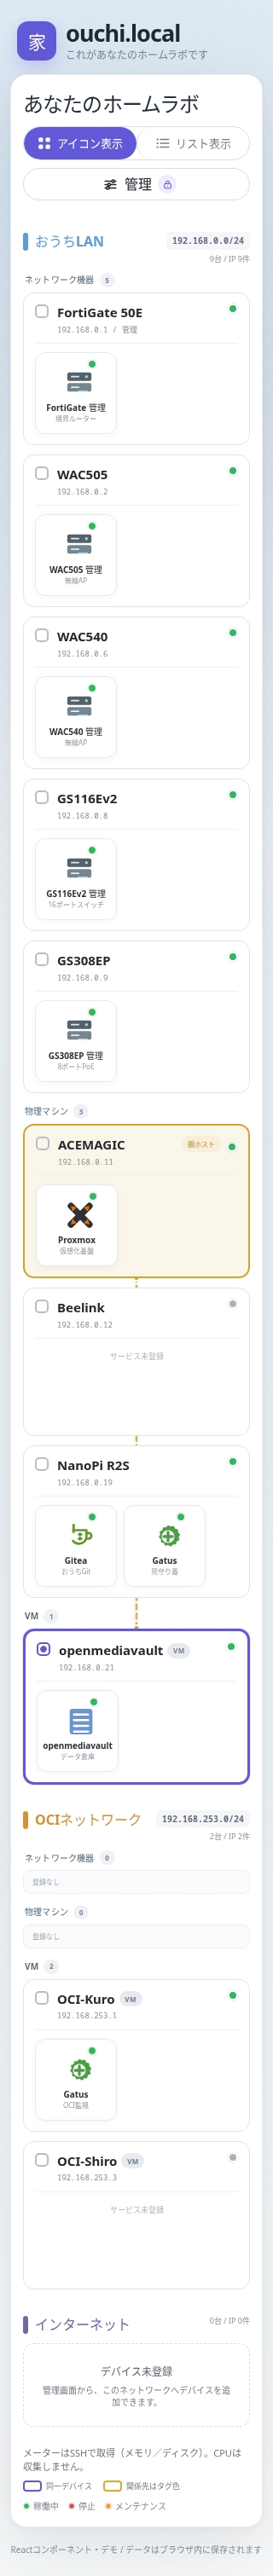 家
ouchi.local
これがあなたのホームラボです
あなたのホームラボ
アイコン表示
リスト表示
管理
おうちLAN
192.168.0.0/24
9台 / IP 9件
ネットワーク機器 5
FortiGate 50E
192.168.0.1 / 管理
FortiGate 管理
境界ルーター
WAC505
192.168.0.2
WAC505 管理
無線AP
WAC540
192.168.0.6
WAC540 管理
無線AP
GS116Ev2
192.168.0.8
GS116Ev2 管理
16ポートスイッチ
GS308EP
192.168.0.9
GS308EP 管理
8ポートPoE
物理マシン 3
ACEMAGIC
親ホスト
192.168.0.11
Proxmox
仮想化基盤
Beelink
192.168.0.12
サービス未登録
NanoPi R2S
192.168.0.19
Gitea
おうちGit
Gatus
見守り番
VM 1
openmediavault VM
192.168.0.21
openmediavault
データ倉庫
OCIネットワーク
192.168.253.0/24
2台 / IP 2件
ネットワーク機器 0
登録なし
物理マシン 0
登録なし
VM 2
OCI-Kuro VM
192.168.253.1
Gatus
OCI監視
OCI-Shiro VM
192.168.253.3
サービス未登録
インターネット
0台 / IP 0件
デバイス未登録
管理画面から、このネットワークへデバイスを追
加できます。
メーターはSSHで取得（メモリ／ディスク）。CPUは
収集しません。
同一デバイス
関係先はタグ色
稼働中
停止
メンテナンス
Reactコンポーネント・デモ / データはブラウザ内に保存されます